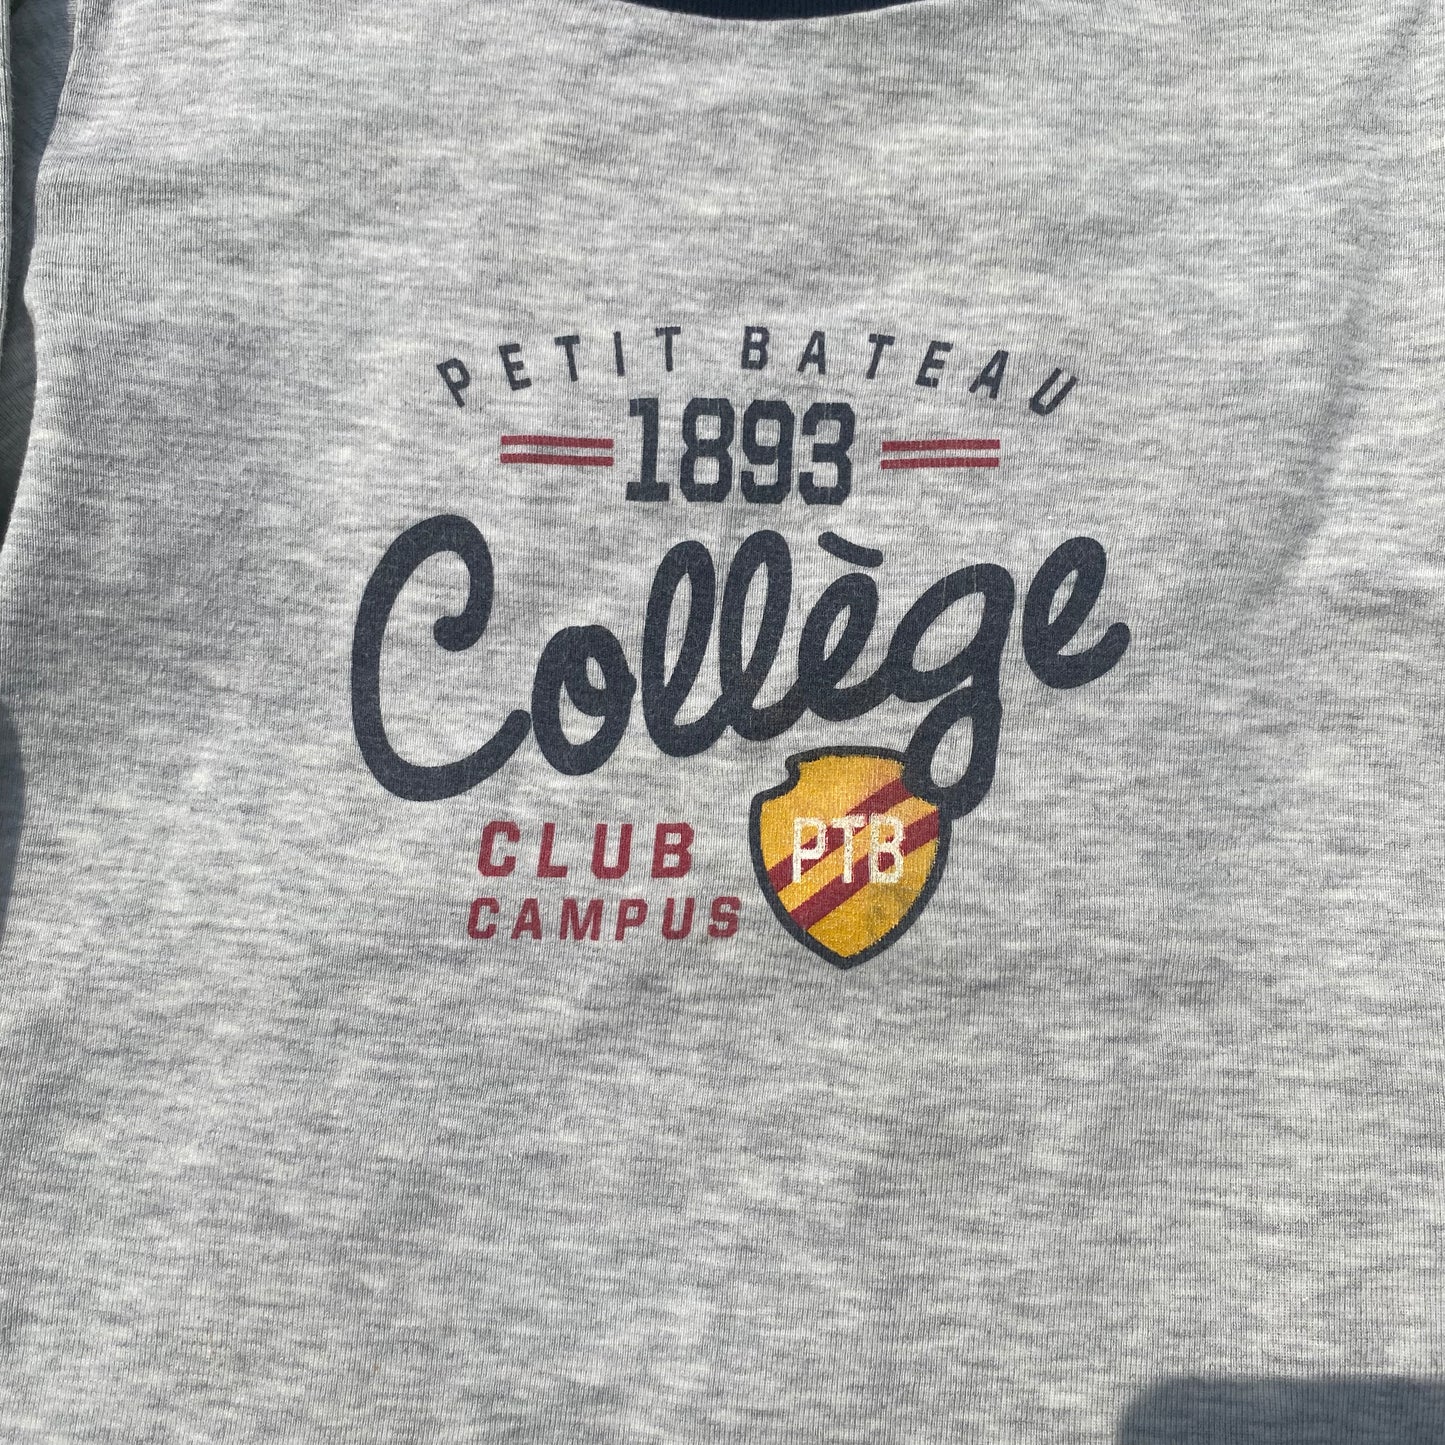 PETIT BATEAU
1893
Collège
CLUB
CAMPUS
PTB